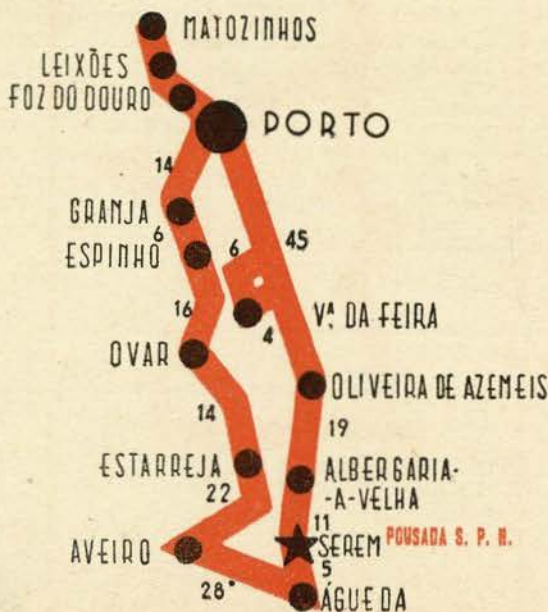 MATOZINHOS
LEIXÕES
FOZ DO DOURO
PORTO
14
GRANJA
6
ESPINHO
6
45
16
4
Vª. DA FEIRA
OVAR
OLIVEIRA DE AZEMEIS
14
19
ESTARREJA
ALBERGARIA-
-A-VELHA
22
11
AVEIRO
SEREM POUSADA S. P. N.
5
28
ÁGUEDA